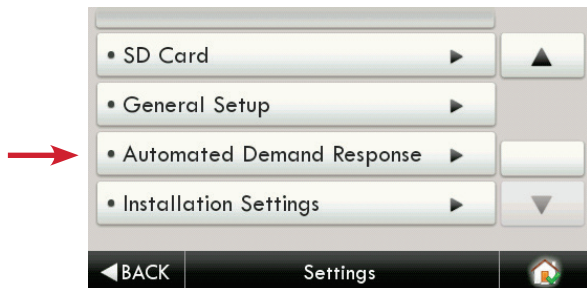 • SD Card
• General Setup
• Automated Demand Response
• Installation Settings
BACK Settings